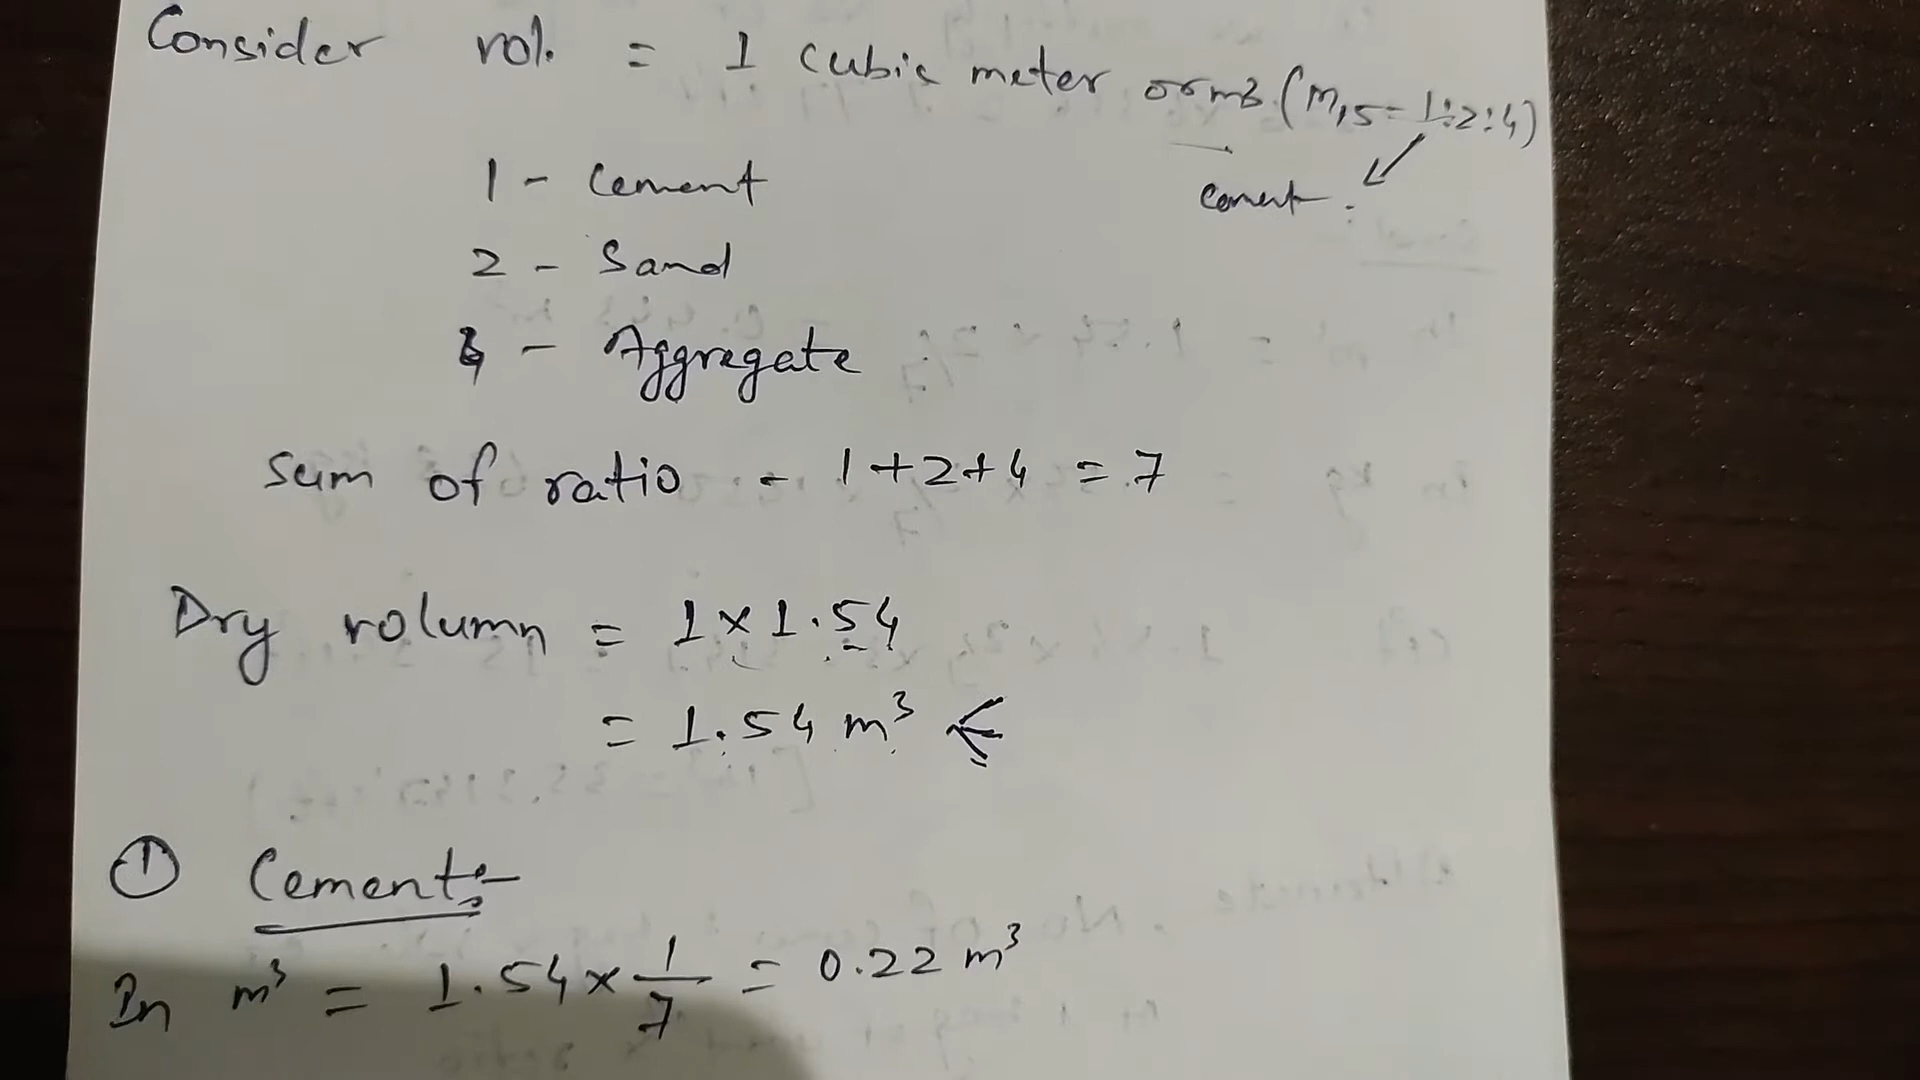 Consider vol. = 1 cubic meter or m3 (M15 = 1:2:4)
cement.
1 - Cement
2 - Sand
4 - Aggregate
Sum of ratio - 1+2+4 = 7
Dry volumn = 1 x 1.54
= 1.54 m³ ←
① Cement:-
In m³ = 1.54 x 1/7 = 0.22 m³